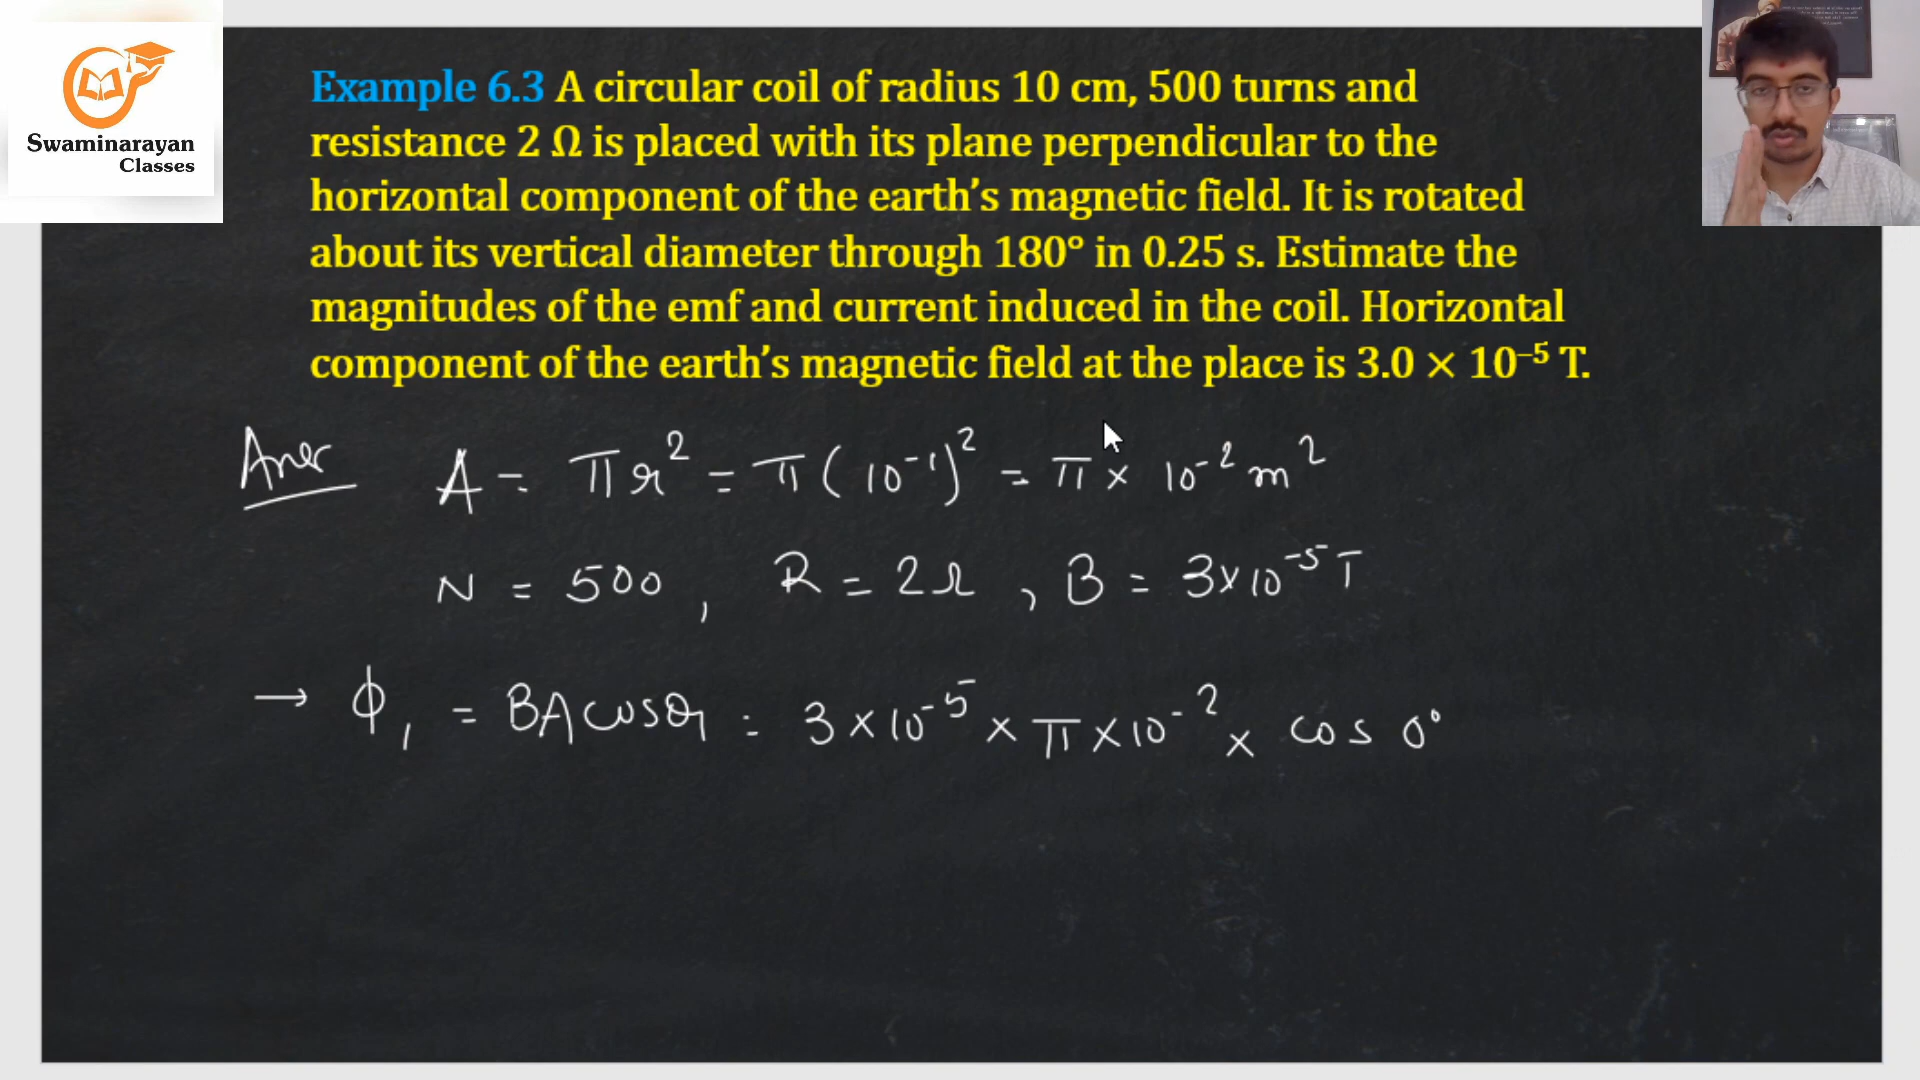 Swaminarayan
Classes
Example 6.3 A circular coil of radius 10 cm, 500 turns and
resistance 2 Ω is placed with its plane perpendicular to the
horizontal component of the earth’s magnetic field. It is rotated
about its vertical diameter through 180° in 0.25 s. Estimate the
magnitudes of the emf and current induced in the coil. Horizontal
component of the earth’s magnetic field at the place is 3.0 × 10⁻⁵ T.
A = πr² = π(10⁻¹)² = π × 10⁻² m²
N = 500 , R = 2Ω , B = 3×10⁻⁵ T
→ ϕ₁ = BA cosθ₁ = 3 × 10⁻⁵ × π × 10⁻² × cos 0°